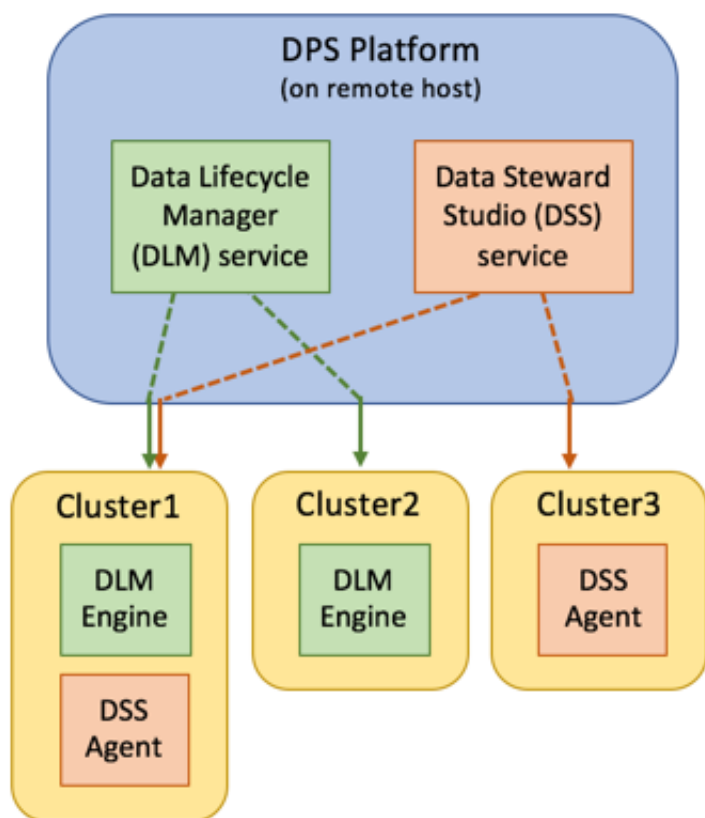 DPS Platform
(on remote host)
Data Lifecycle
Manager
(DLM) service
Data Steward
Studio (DSS)
service
Cluster1
DLM
Engine
DSS
Agent
Cluster2
DLM
Engine
Cluster3
DSS
Agent